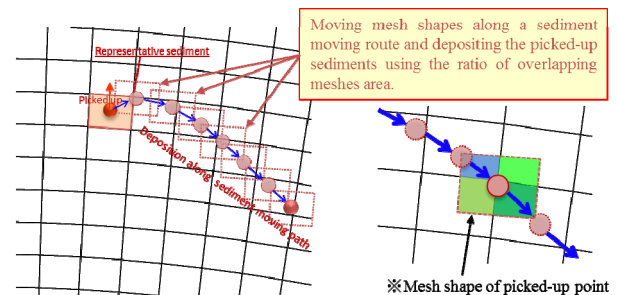 Moving mesh shapes along a sediment
moving route and depositing the picked-up
sediments using the ratio of overlapping
meshes area.
Representative sediment
Picked up
Deposition along sediment moving path
※Mesh shape of picked-up point